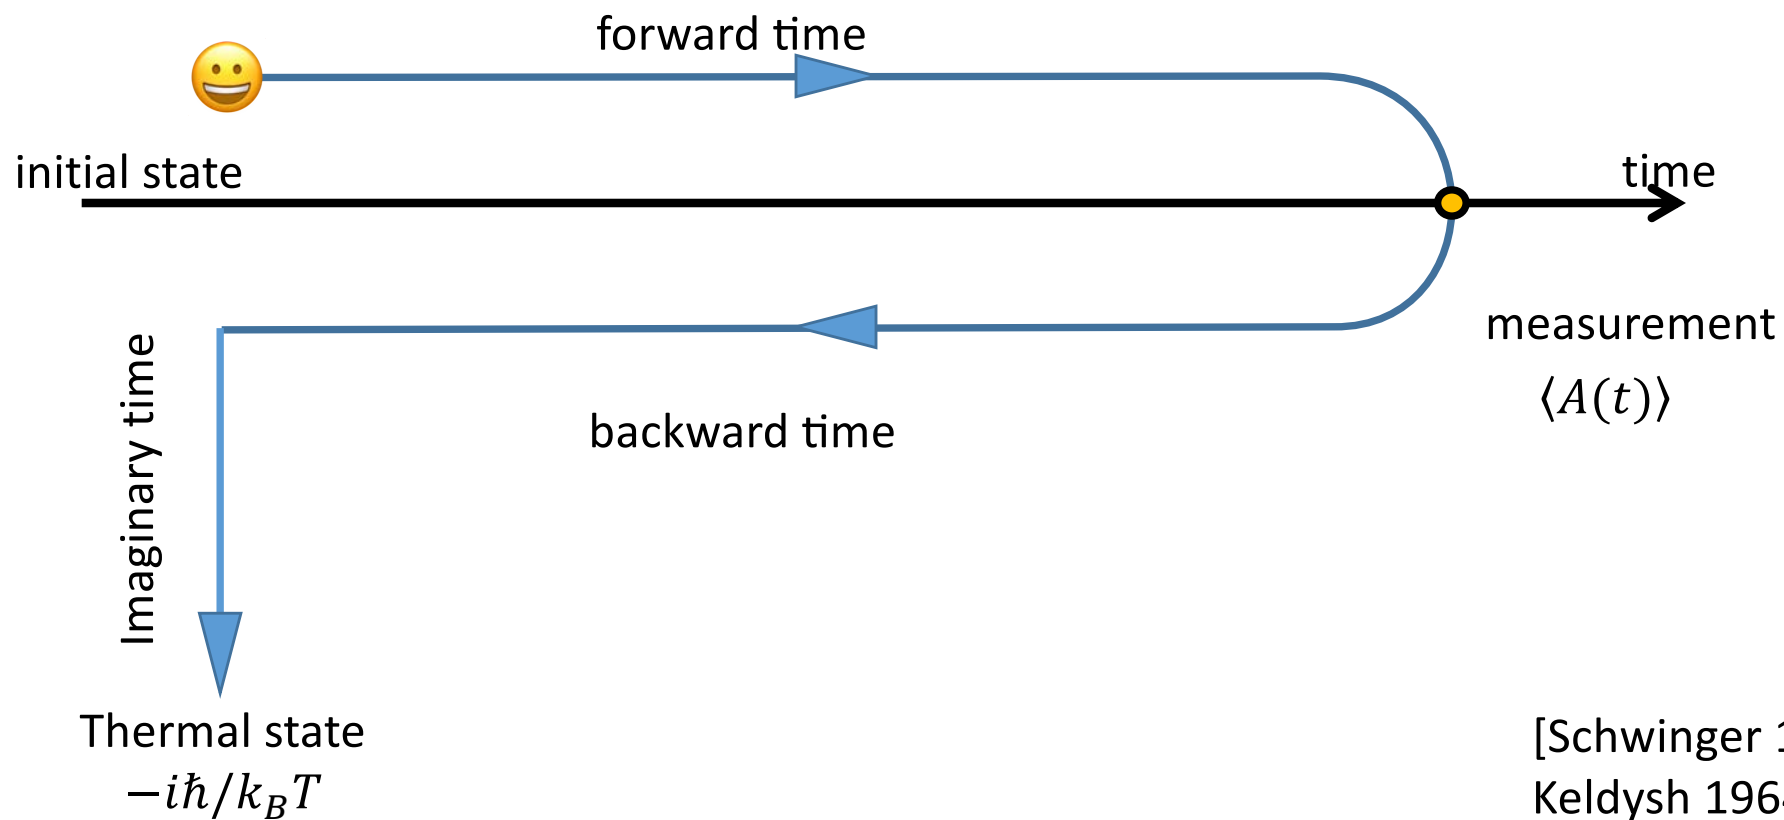 forward time
initial state
time
measurement
⟨A(t)⟩
backward time
Imaginary time
Thermal state
−iħ/k_BT
[Schwinger
Keldysh